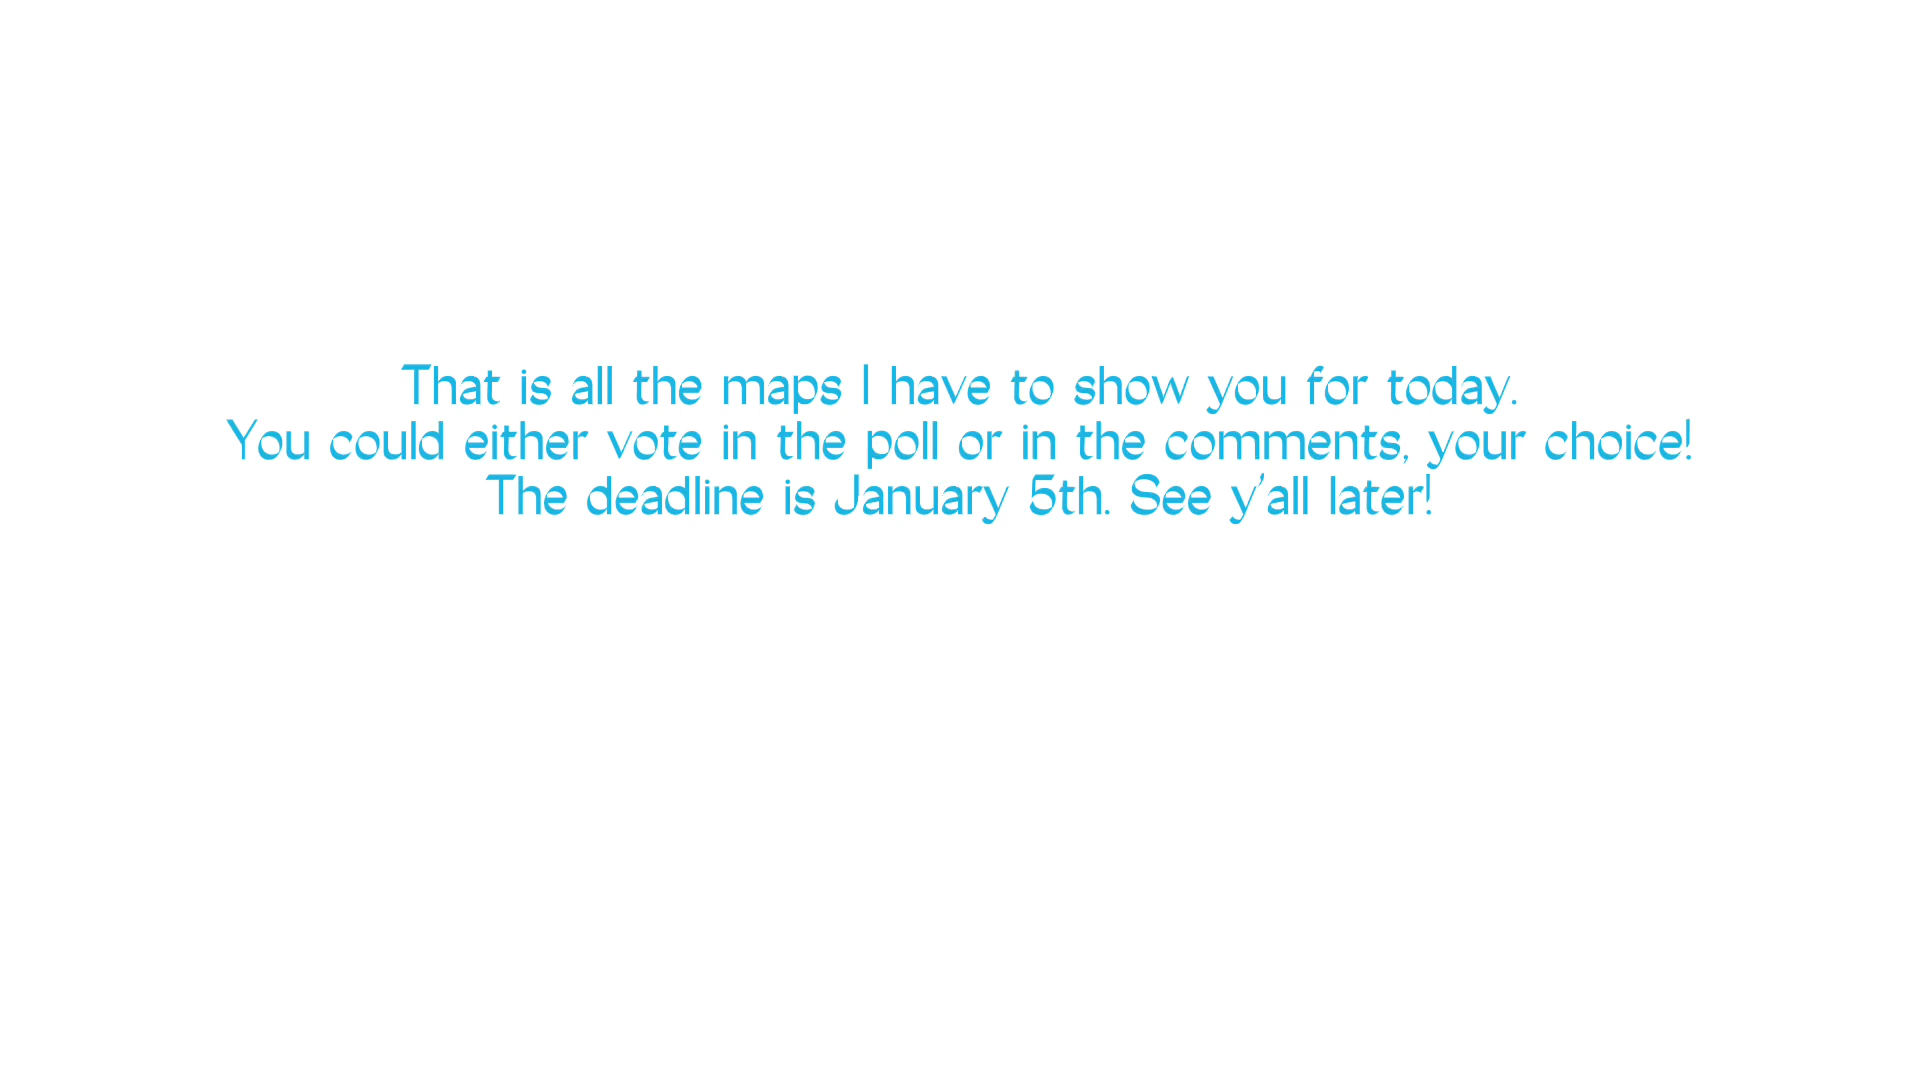 That is all the maps I have to show you for today.
You could either vote in the poll or in the comments, your choice!
The deadline is January 5th. See y'all later!